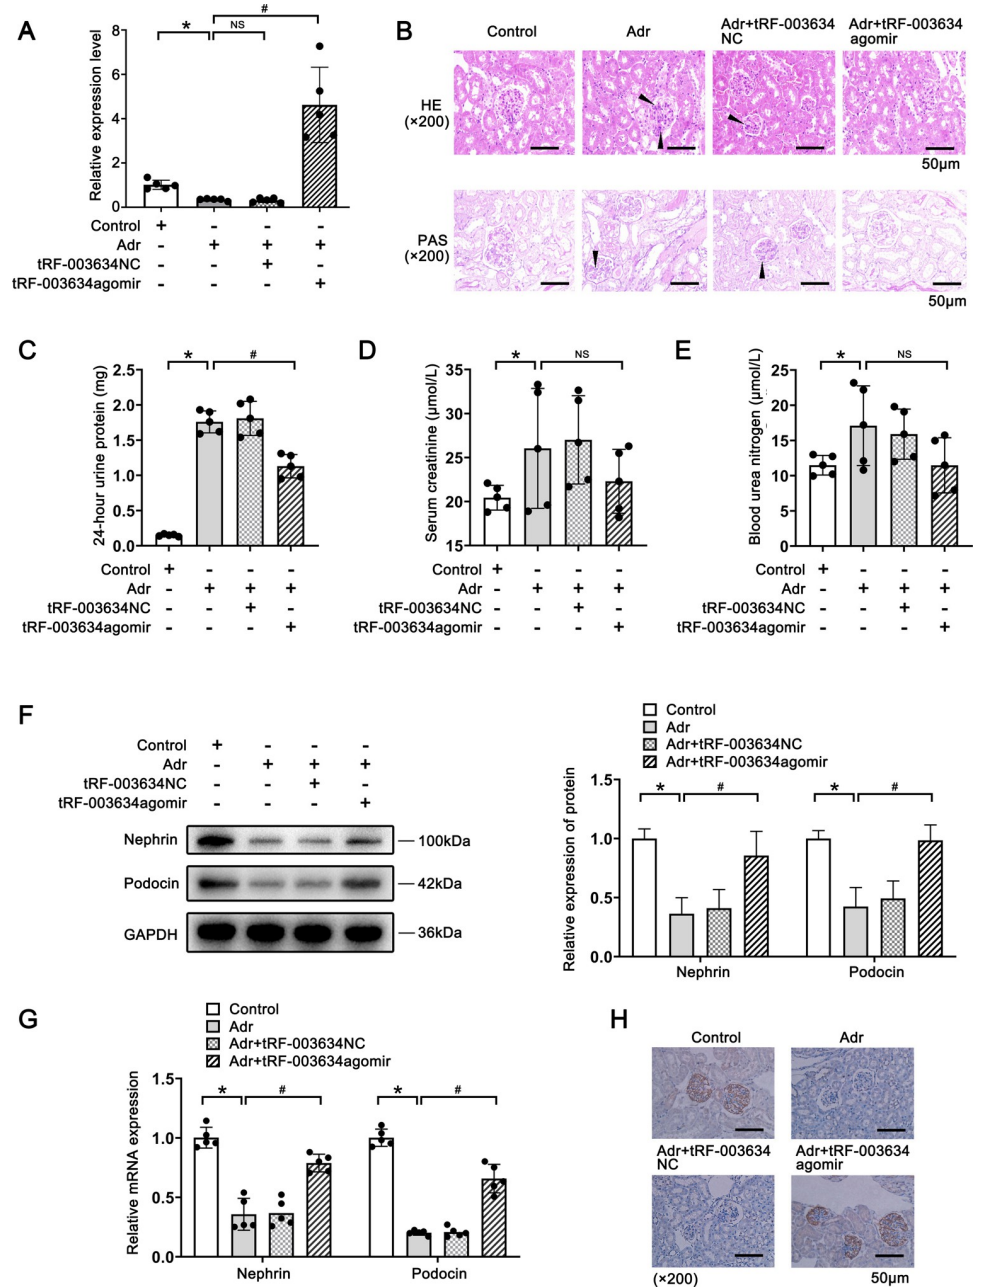 A
Relative expression level
8
6
4
2
0
*
NS
#
Control + - - -
Adr - + + +
tRF-003634NC - - + -
tRF-003634agomir - - - +
B
Control
Adr
Adr+tRF-003634
NC
Adr+tRF-003634
agomir
HE
(×200)
50μm
PAS
(×200)
50μm
C
24-hour urine protein (mg)
2.5
2.0
1.5
1.0
0.5
0.0
*
#
Control + - - -
Adr - + + +
tRF-003634NC - - + -
tRF-003634agomir - - - +
D
Serum creatinine (μmol/L)
35
30
25
20
15
*
NS
Control + - - -
Adr - + + +
tRF-003634NC - - + -
tRF-003634agomir - - - +
E
Blood urea nitrogen (μmol/L)
25
20
15
10
5
0
*
NS
Control + - - -
Adr - + + +
tRF-003634NC - - + -
tRF-003634agomir - - - +
F
Control + - - -
Adr - + + +
tRF-003634NC - - + -
tRF-003634agomir - - - +
Nephrin 100kDa
Podocin 42kDa
GAPDH 36kDa
Control
Adr
Adr+tRF-003634NC
Adr+tRF-003634agomir
Relative expression of protein
1.5
1.0
0.5
0.0
*
#
*
#
Nephrin
Podocin
G
Control
Adr
Adr+tRF-003634NC
Adr+tRF-003634agomir
Relative mRNA expression
1.5
1.0
0.5
0.0
*
#
*
#
Nephrin
Podocin
H
Control
Adr
Adr+tRF-003634
NC
Adr+tRF-003634
agomir
(×200)
50μm